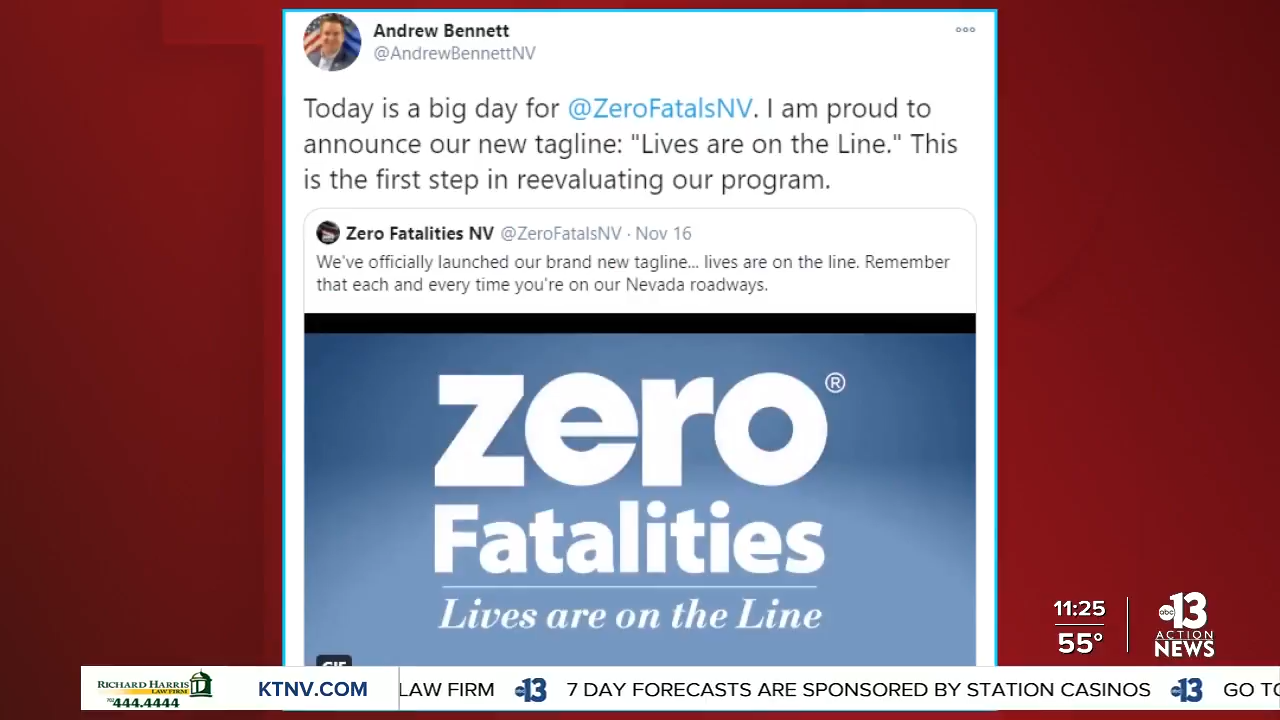 Andrew Bennett
@AndrewBennettNV
Today is a big day for @ZeroFatalsNV. I am proud to
announce our new tagline: "Lives are on the Line." This
is the first step in reevaluating our program.
Zero Fatalities NV @ZeroFatalsNV · Nov 16
We've officially launched our brand new tagline... lives are on the line. Remember
that each and every time you're on our Nevada roadways.
zero®
Fatalities
Lives are on the Line
GIF
11:25
55°
abc 13
ACTION
NEWS
RICHARD HARRIS
LAW FIRM
702 444.4444
KTNV.COM
LAW FIRM abc 13 7 DAY FORECASTS ARE SPONSORED BY STATION CASINOS abc 13 GO TO